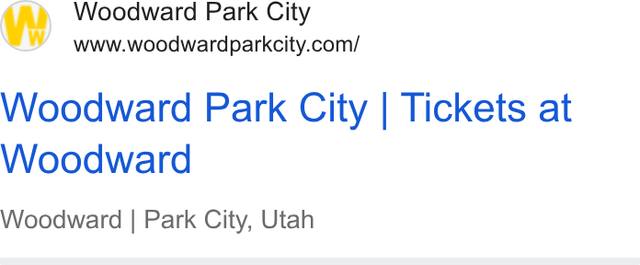 Woodward Park City
www.woodwardparkcity.com/
Woodward Park City | Tickets at
Woodward
Woodward | Park City, Utah